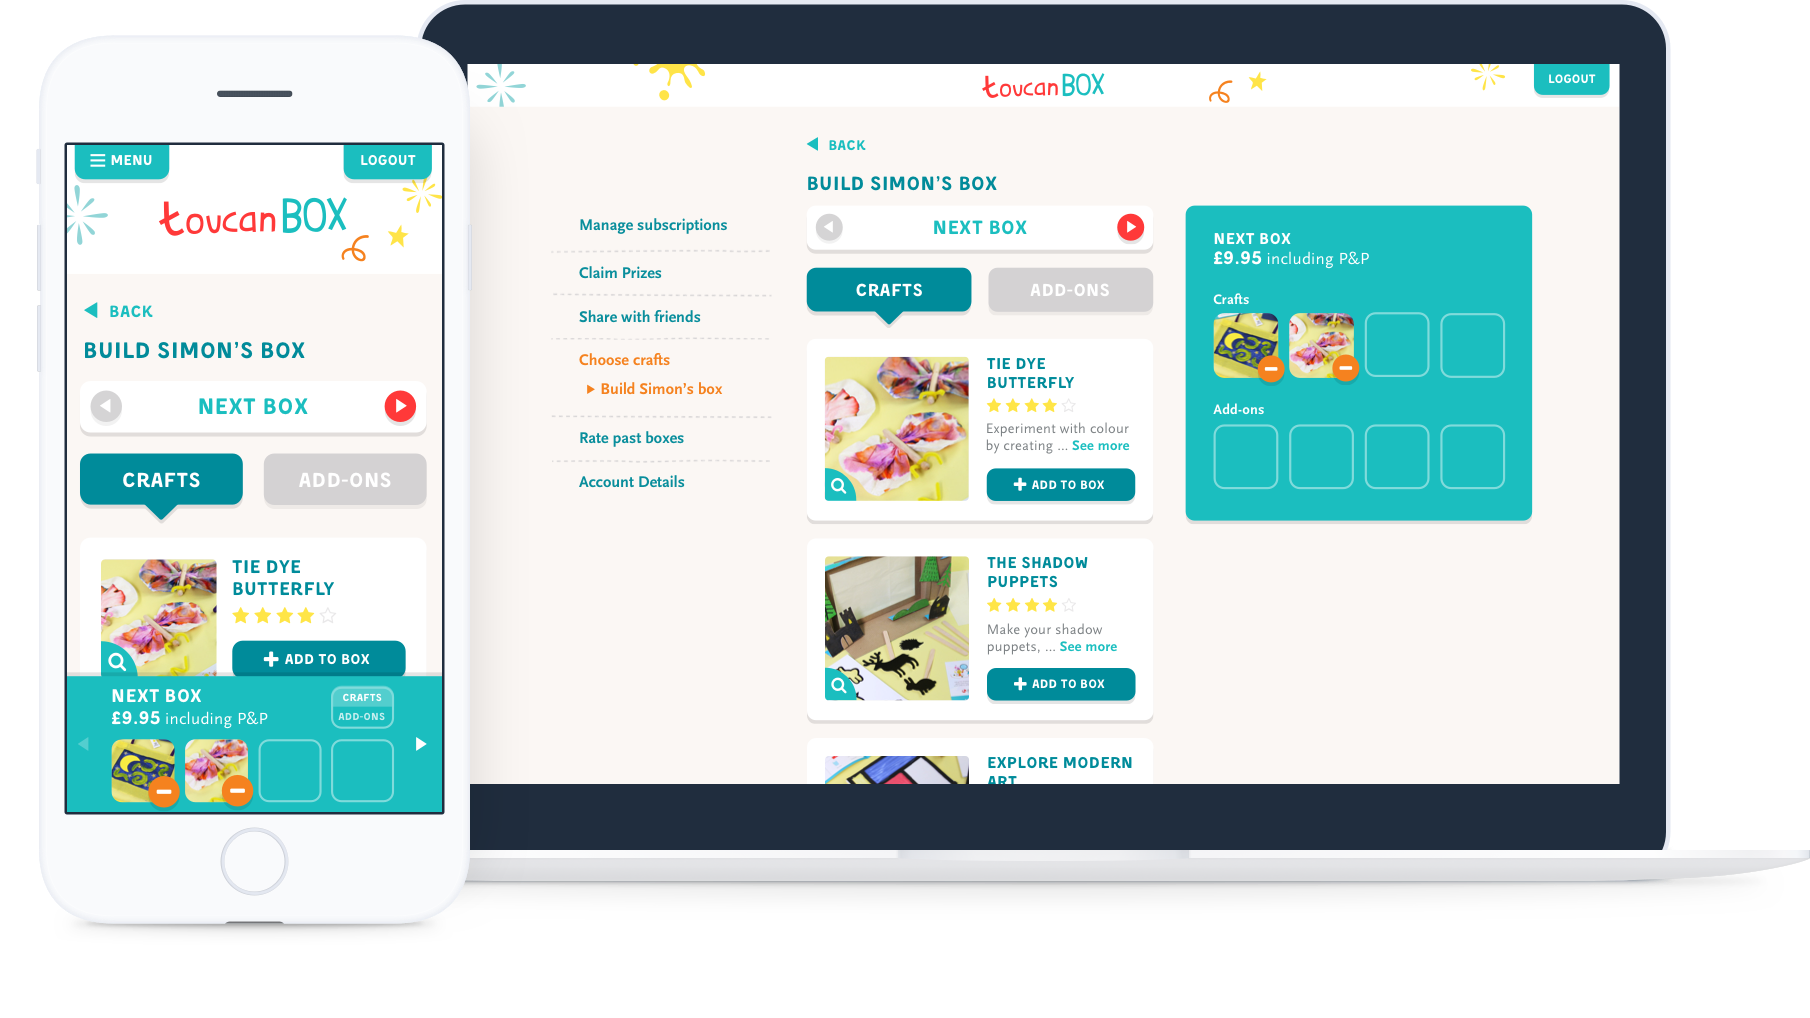 MENU
LOGOUT
toucanBOX
BACK
BUILD SIMON'S BOX
NEXT BOX
CRAFTS
ADD-ONS
TIE DYE
BUTTERFLY
ADD TO BOX
NEXT BOX
£9.95 including P&P
CRAFTS
ADD-ONS
toucanBOX
LOGOUT
Manage subscriptions
Claim Prizes
Share with friends
Choose crafts
Build Simon's box
Rate past boxes
Account Details
BACK
BUILD SIMON'S BOX
NEXT BOX
CRAFTS
ADD-ONS
TIE DYE
BUTTERFLY
Experiment with colour
by creating ... See more
ADD TO BOX
THE SHADOW
PUPPETS
Make your shadow
puppets, ... See more
ADD TO BOX
EXPLORE MODERN
ART
NEXT BOX
£9.95 including P&P
Crafts
Add-ons